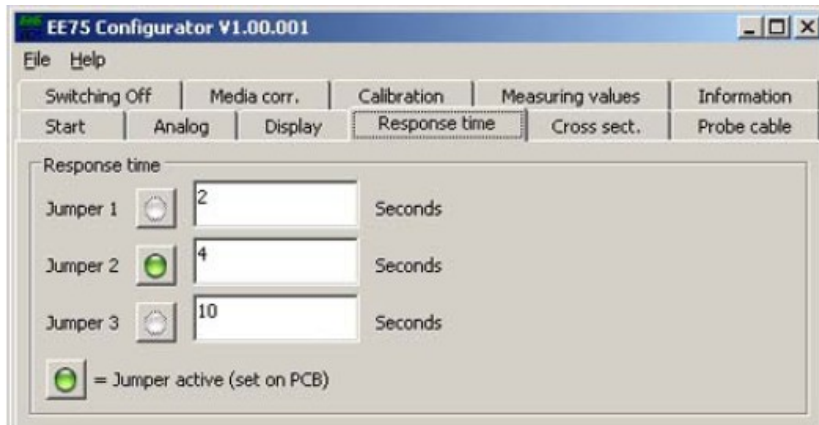 EE75 Configurator V1.00.001
File Help
Switching Off Media corr. Calibration Measuring values Information
Start Analog Display Response time Cross sect. Probe cable
Response time
Jumper 1 2 Seconds
Jumper 2 4 Seconds
Jumper 3 10 Seconds
= Jumper active (set on PCB)